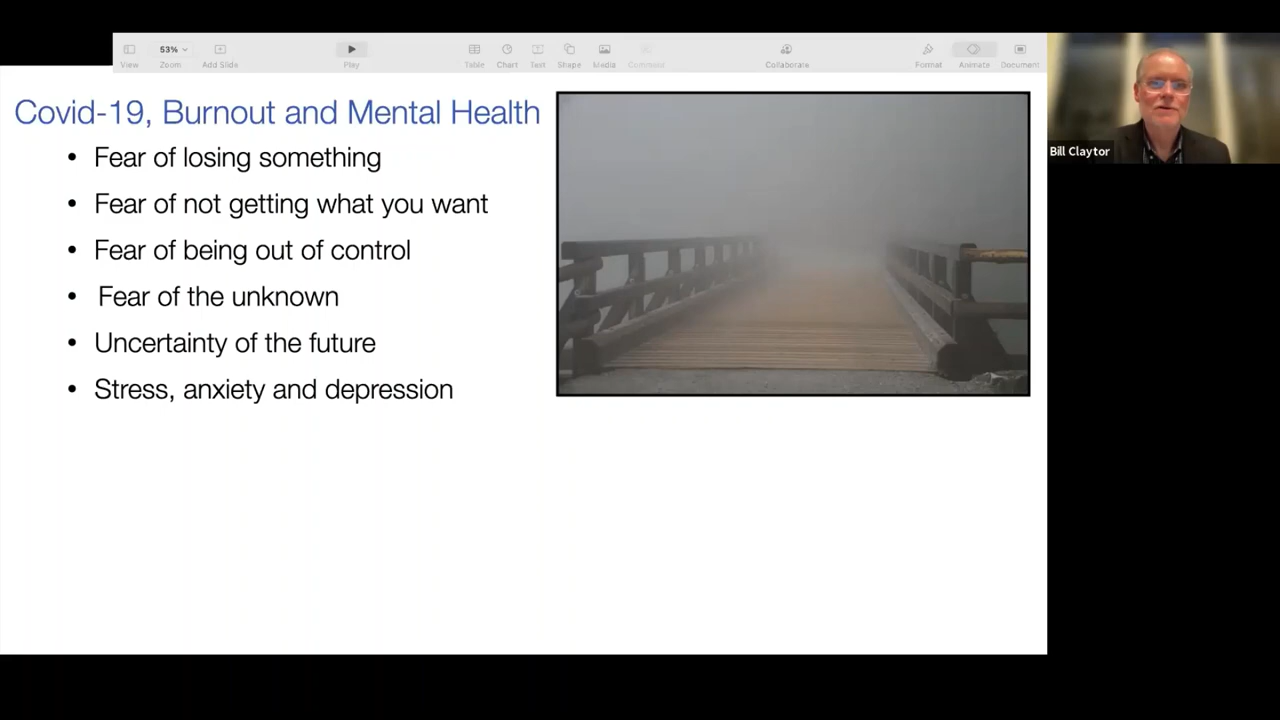 53%
View
Zoom
Add Slide
Play
Table
Chart
Text
Shape
Media
Comment
Collaborate
Format
Animate
Document
Bill Claytor
Covid-19, Burnout and Mental Health
• Fear of losing something
• Fear of not getting what you want
• Fear of being out of control
• Fear of the unknown
• Uncertainty of the future
• Stress, anxiety and depression